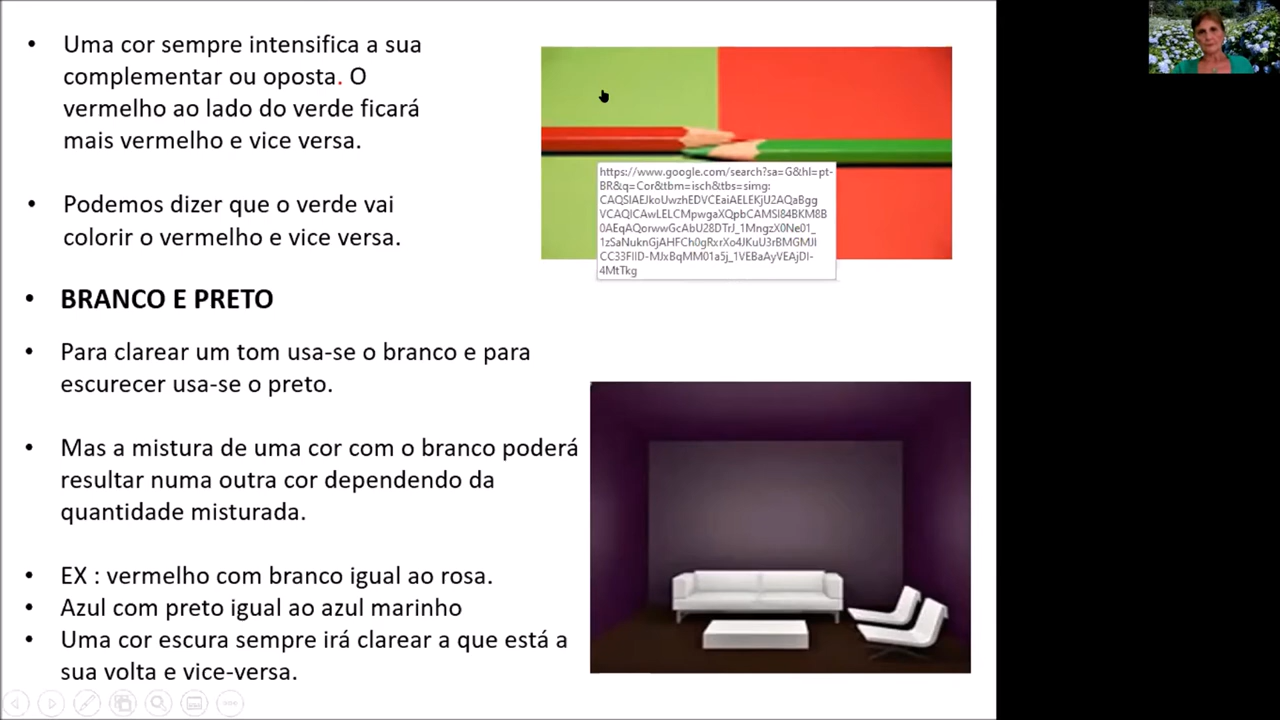 Uma cor sempre intensifica a sua
complementar ou oposta. O
vermelho ao lado do verde ficará
mais vermelho e vice versa.
Podemos dizer que o verde vai
colorir o vermelho e vice versa.
BRANCO E PRETO
Para clarear um tom usa-se o branco e para
escurecer usa-se o preto.
Mas a mistura de uma cor com o branco poderá
resultar numa outra cor dependendo da
quantidade misturada.
EX : vermelho com branco igual ao rosa.
Azul com preto igual ao azul marinho
Uma cor escura sempre irá clarear a que está a
sua volta e vice-versa.
https://www.google.com/search?sa=G&hl=pt-
BR&q=Cor&tbm=isch&tbs=simg:
4MtTkg